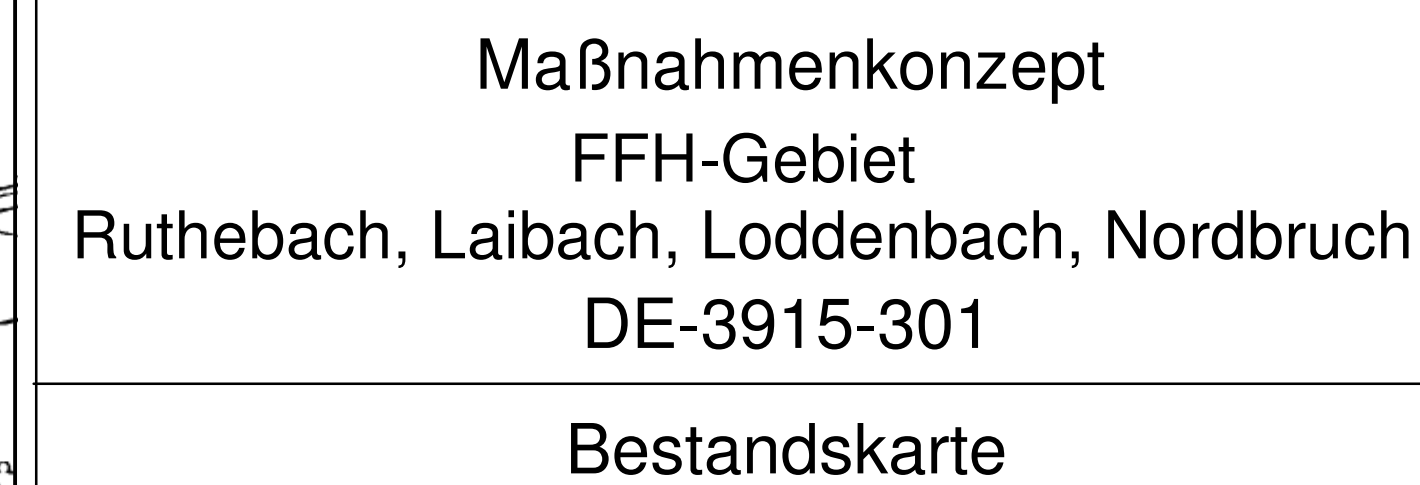 Maßnahmenkonzept
FFH-Gebiet
Ruthebach, Laibach, Loddenbach, Nordbruch
DE-3915-301
Bestandskarte